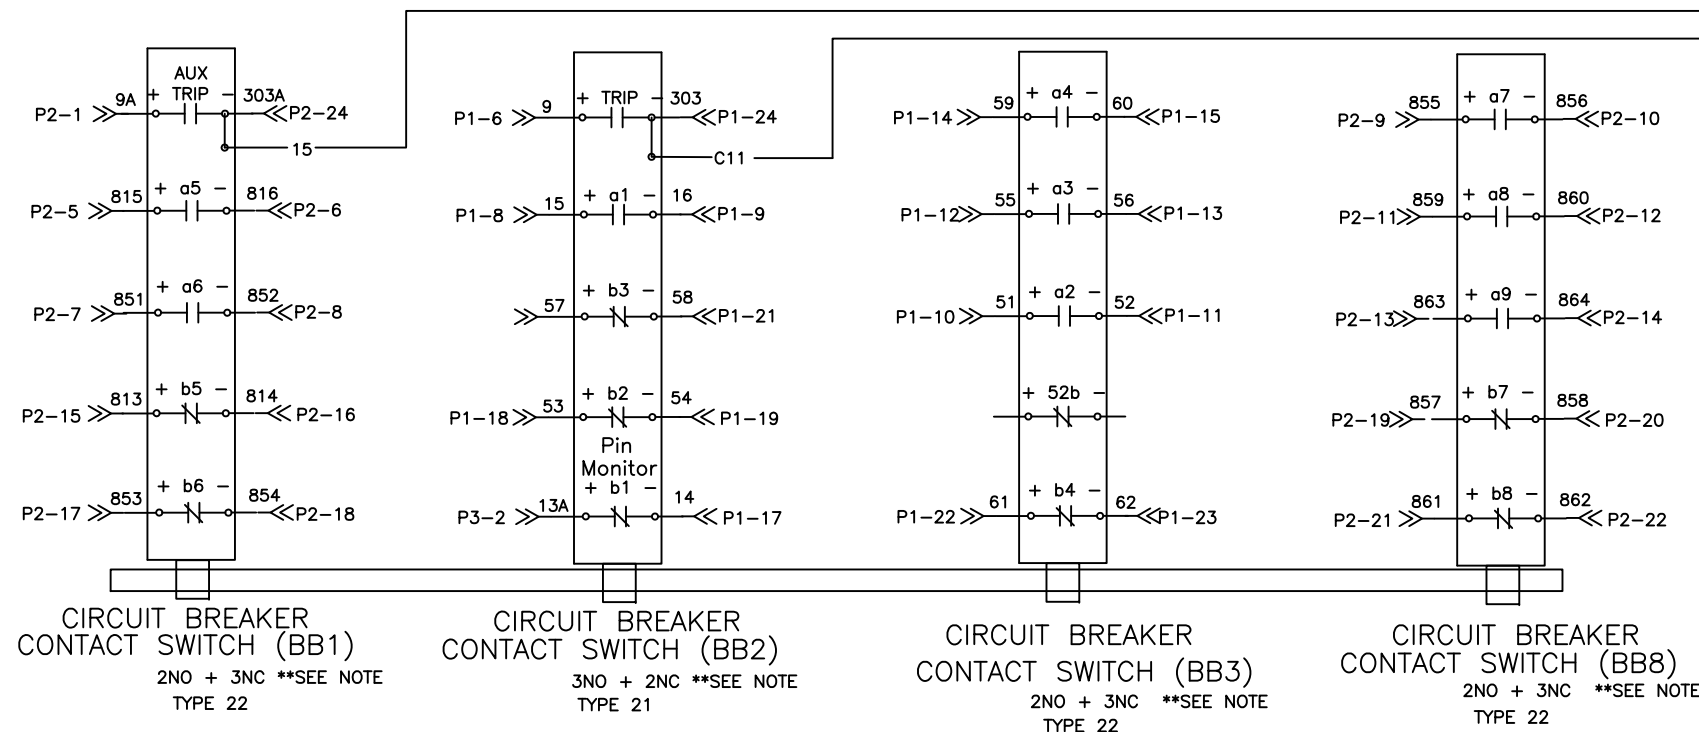 AUX
P2-1 9A + TRIP - 303A P2-24
15
P2-5 815 + a5 - 816 P2-6
P2-7 851 + a6 - 852 P2-8
P2-15 813 + b5 - 814 P2-16
P2-17 853 + b6 - 854 P2-18
CIRCUIT BREAKER
CONTACT SWITCH (BB1)
2NO + 3NC **SEE NOTE
TYPE 22
P1-6 9 + TRIP - 303 P1-24
C11
P1-8 15 + a1 - 16 P1-9
57 + b3 - 58 P1-21
P1-18 53 + b2 - 54 P1-19
Pin
Monitor
P3-2 13A + b1 - 14 P1-17
CIRCUIT BREAKER
CONTACT SWITCH (BB2)
3NO + 2NC **SEE NOTE
TYPE 21
P1-14 59 + a4 - 60 P1-15
P1-12 55 + a3 - 56 P1-13
P1-10 51 + a2 - 52 P1-11
+ 52b -
P1-22 61 + b4 - 62 P1-23
CIRCUIT BREAKER
CONTACT SWITCH (BB3)
2NO + 3NC **SEE NOTE
TYPE 22
P2-9 855 + a7 - 856 P2-10
P2-11 859 + a8 - 860 P2-12
P2-13 863 + a9 - 864 P2-14
P2-19 857 + b7 - 858 P2-20
P2-21 861 + b8 - 862 P2-22
CIRCUIT BREAKER
CONTACT SWITCH (BB8)
2NO + 3NC **SEE NOTE
TYPE 22